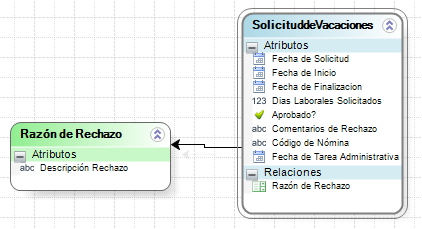 SolicituddeVacaciones
Atributos
Fecha de Solicitud
Fecha de Inicio
Fecha de Finalizacion
123 Dias Laborales Solicitados
Aprobado?
abc Comentarios de Rechazo
abc Código de Nómina
Fecha de Tarea Administrativa
Relaciones
Razón de Rechazo
Razón de Rechazo
Atributos
abc Descripción Rechazo